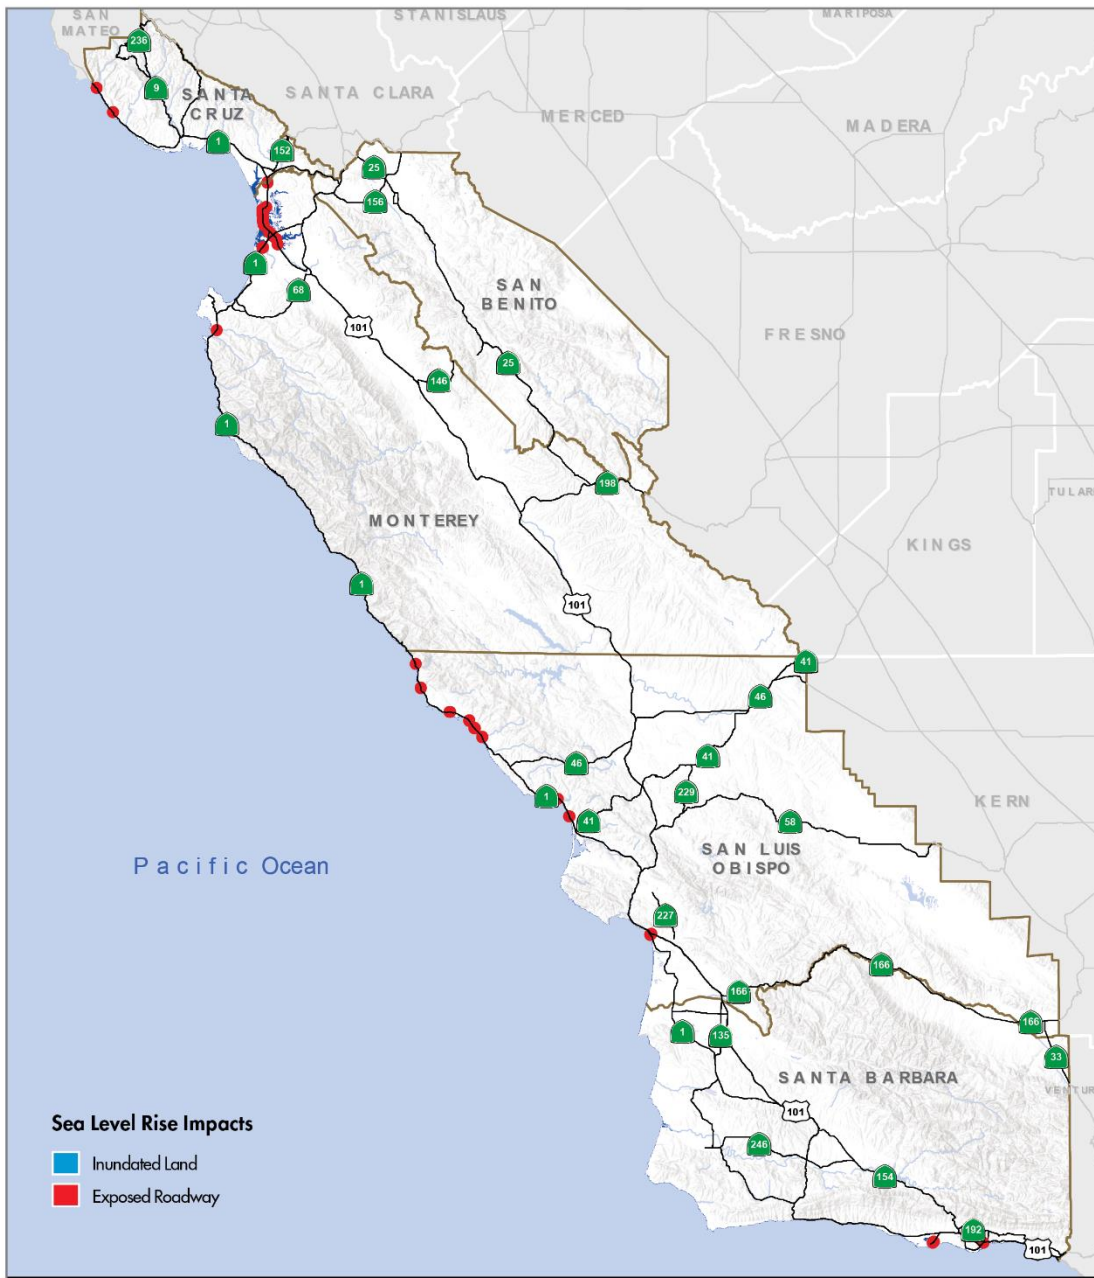 STANISLAUS
MARIPOSA
SAN
MATEO
236
9
SANTA
CRUZ
SANTA CLARA
MERCED
MADERA
1
152
25
156
1
68
SAN
BENITO
101
FRESNO
25
146
1
198
TULAR
MONTEREY
KINGS
1
101
41
46
41
46
229
1
41
58
KERN
SAN LUIS
OBISPO
Pacific Ocean
227
166
166
166
1
135
33
SANTA BARBARA
VENTUR
101
246
154
192
101
Sea Level Rise Impacts
Inundated Land
Exposed Roadway